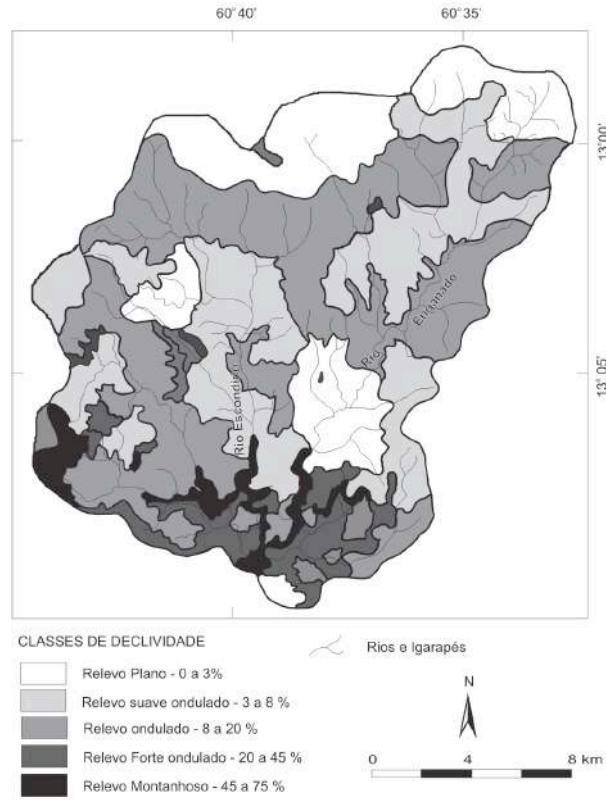 60°40' 60°35'
13°00'
13°05'
Rio Enganado
Rio Escondido
CLASSES DE DECLIVIDADE
Rios e Igarapés
Relevo Plano - 0 a 3%
Relevo suave ondulado - 3 a 8 %
Relevo ondulado - 8 a 20 %
Relevo Forte ondulado - 20 a 45 %
Relevo Montanhoso - 45 a 75 %
N
0 4 8 km